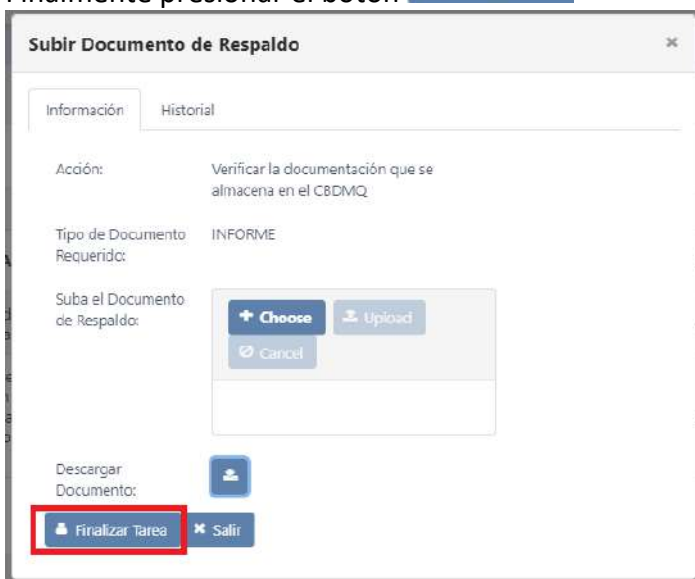 Finalmente presionar el botón
Subir Documento de Respaldo
Información Historial
Acción: Verificar la documentación que se
almacena en el CBDMQ
Tipo de Documento INFORME
Requerido:
Suba el Documento
de Respaldo:
Choose Upload
Cancel
Descargar
Documento:
Finalizar Tarea Salir